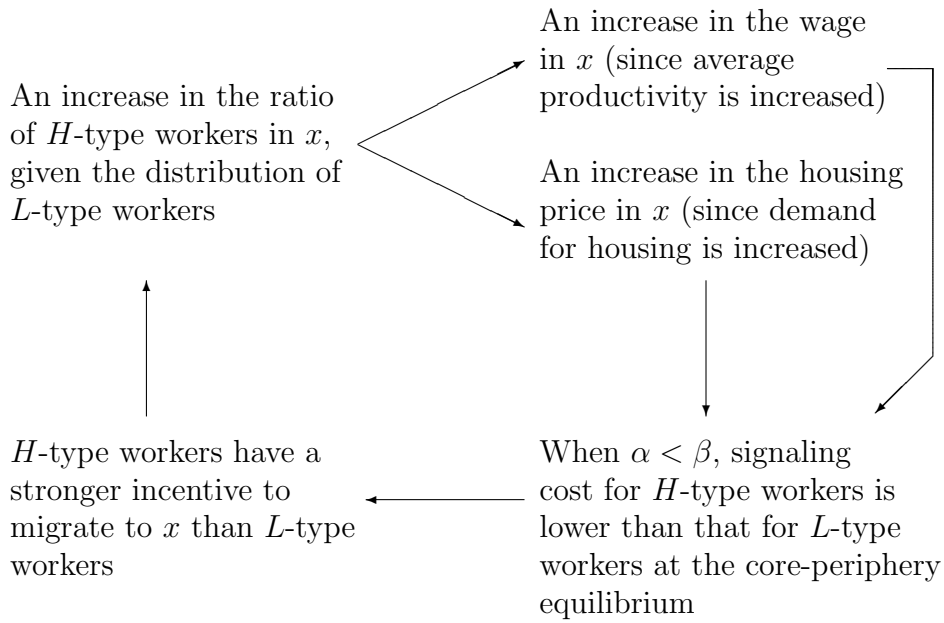 An increase in the wage
in x (since average
productivity is increased)
An increase in the ratio
of H-type workers in x,
given the distribution of
L-type workers
An increase in the housing
price in x (since demand
for housing is increased)
H-type workers have a
stronger incentive to
migrate to x than L-type
workers
When α < β, signaling
cost for H-type workers is
lower than that for L-type
workers at the core-periphery
equilibrium